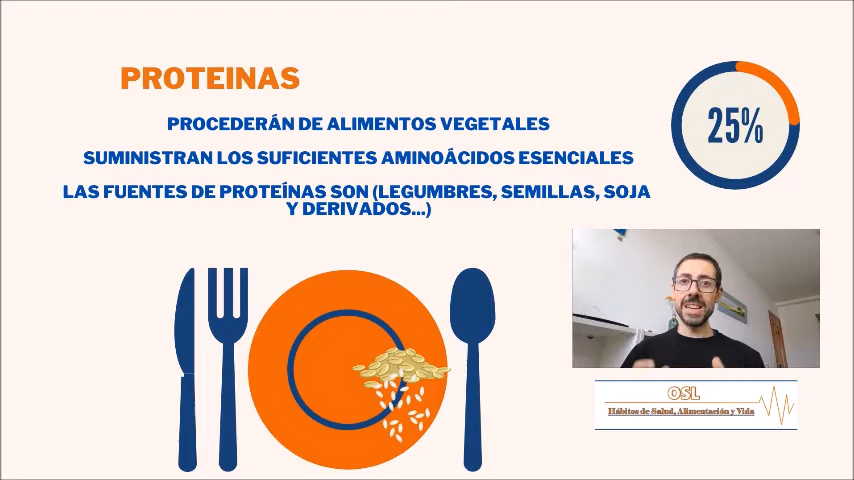 PROTEINAS
PROCEDERÁN DE ALIMENTOS VEGETALES
SUMINISTRAN LOS SUFICIENTES AMINOÁCIDOS ESENCIALES
LAS FUENTES DE PROTEÍNAS SON (LEGUMBRES, SEMILLAS, SOJA
Y DERIVADOS...)
25%
OSL
Hábitos de Salud, Alimentación y Vida